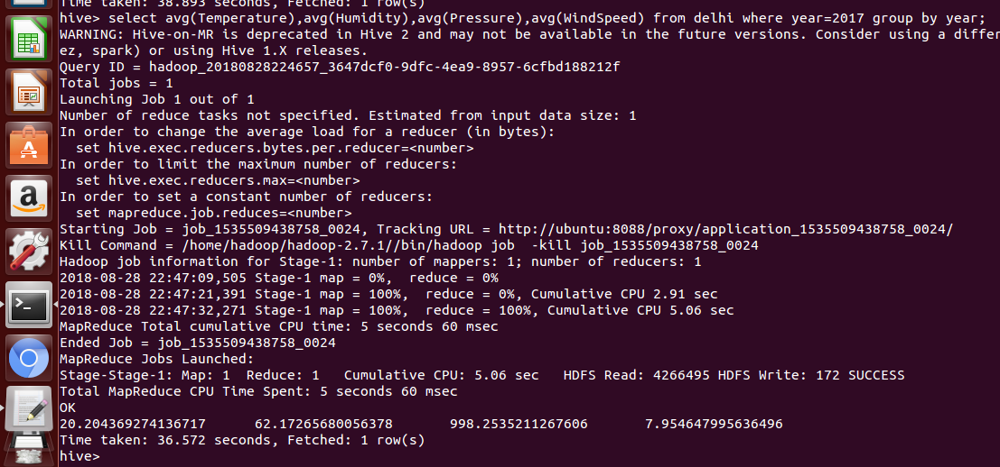 Time taken: 38.893 seconds, Fetched: 1 row(s)
hive> select avg(Temperature),avg(Humidity),avg(Pressure),avg(WindSpeed) from delhi where year=2017 group by year;
WARNING: Hive-on-MR is deprecated in Hive 2 and may not be available in the future versions. Consider using a differ
ez, spark) or using Hive 1.X releases.
Query ID = hadoop_20180828224657_3647dcf0-9dfc-4ea9-8957-6cfbd188212f
Total jobs = 1
Launching Job 1 out of 1
Number of reduce tasks not specified. Estimated from input data size: 1
In order to change the average load for a reducer (in bytes):
  set hive.exec.reducers.bytes.per.reducer=<number>
In order to limit the maximum number of reducers:
  set hive.exec.reducers.max=<number>
In order to set a constant number of reducers:
  set mapreduce.job.reduces=<number>
Starting Job = job_1535509438758_0024, Tracking URL = http://ubuntu:8088/proxy/application_1535509438758_0024/
Kill Command = /home/hadoop/hadoop-2.7.1//bin/hadoop job  -kill job_1535509438758_0024
Hadoop job information for Stage-1: number of mappers: 1; number of reducers: 1
2018-08-28 22:47:09,505 Stage-1 map = 0%,  reduce = 0%
2018-08-28 22:47:21,391 Stage-1 map = 100%,  reduce = 0%, Cumulative CPU 2.91 sec
2018-08-28 22:47:32,271 Stage-1 map = 100%,  reduce = 100%, Cumulative CPU 5.06 sec
MapReduce Total cumulative CPU time: 5 seconds 60 msec
Ended Job = job_1535509438758_0024
MapReduce Jobs Launched:
Stage-Stage-1: Map: 1  Reduce: 1   Cumulative CPU: 5.06 sec   HDFS Read: 4266495 HDFS Write: 172 SUCCESS
Total MapReduce CPU Time Spent: 5 seconds 60 msec
OK
20.204369274136717      62.17265680056378       998.2535211267606       7.954647995636496
Time taken: 36.572 seconds, Fetched: 1 row(s)
hive>